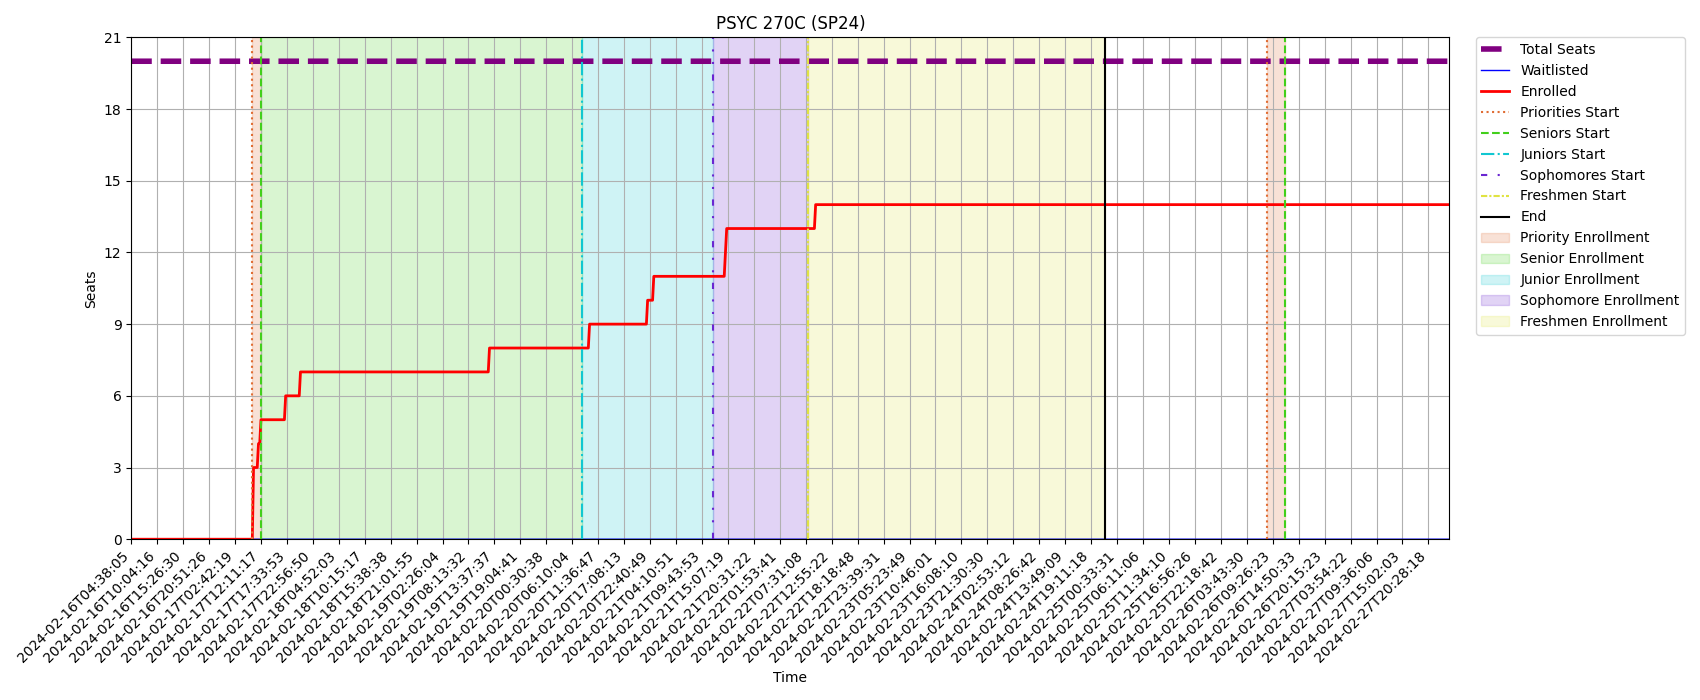 PSYC 270C (SP24)
21
18
15
12
9
6
3
0
Seats
2024-02-16T04:38:05
2024-02-16T10:04:16
2024-02-16T15:26:30
2024-02-16T20:51:26
2024-02-17T02:42:19
2024-02-17T12:11:17
2024-02-17T17:33:53
2024-02-17T22:56:50
2024-02-18T04:52:03
2024-02-18T10:15:17
2024-02-18T15:38:38
2024-02-18T21:01:55
2024-02-19T02:26:04
2024-02-19T08:13:32
2024-02-19T13:37:37
2024-02-19T19:04:41
2024-02-20T00:30:38
2024-02-20T06:10:04
2024-02-20T11:36:47
2024-02-20T17:08:13
2024-02-20T22:40:49
2024-02-21T04:10:51
2024-02-21T09:43:53
2024-02-21T15:07:19
2024-02-21T20:31:22
2024-02-22T01:53:41
2024-02-22T07:31:08
2024-02-22T12:55:22
2024-02-22T18:18:48
2024-02-22T23:39:31
2024-02-23T05:23:49
2024-02-23T10:46:01
2024-02-23T16:08:10
2024-02-23T21:30:30
2024-02-24T02:53:12
2024-02-24T08:26:42
2024-02-24T13:49:09
2024-02-24T19:11:18
2024-02-25T00:33:31
2024-02-25T06:11:06
2024-02-25T11:34:10
2024-02-25T16:56:26
2024-02-25T22:18:42
2024-02-26T03:43:30
2024-02-26T09:26:23
2024-02-26T14:50:33
2024-02-26T20:15:23
2024-02-27T03:54:22
2024-02-27T09:36:06
2024-02-27T15:02:03
2024-02-27T20:28:18
Time
Total Seats
Waitlisted
Enrolled
Priorities Start
Seniors Start
Juniors Start
Sophomores Start
Freshmen Start
End
Priority Enrollment
Senior Enrollment
Junior Enrollment
Sophomore Enrollment
Freshmen Enrollment